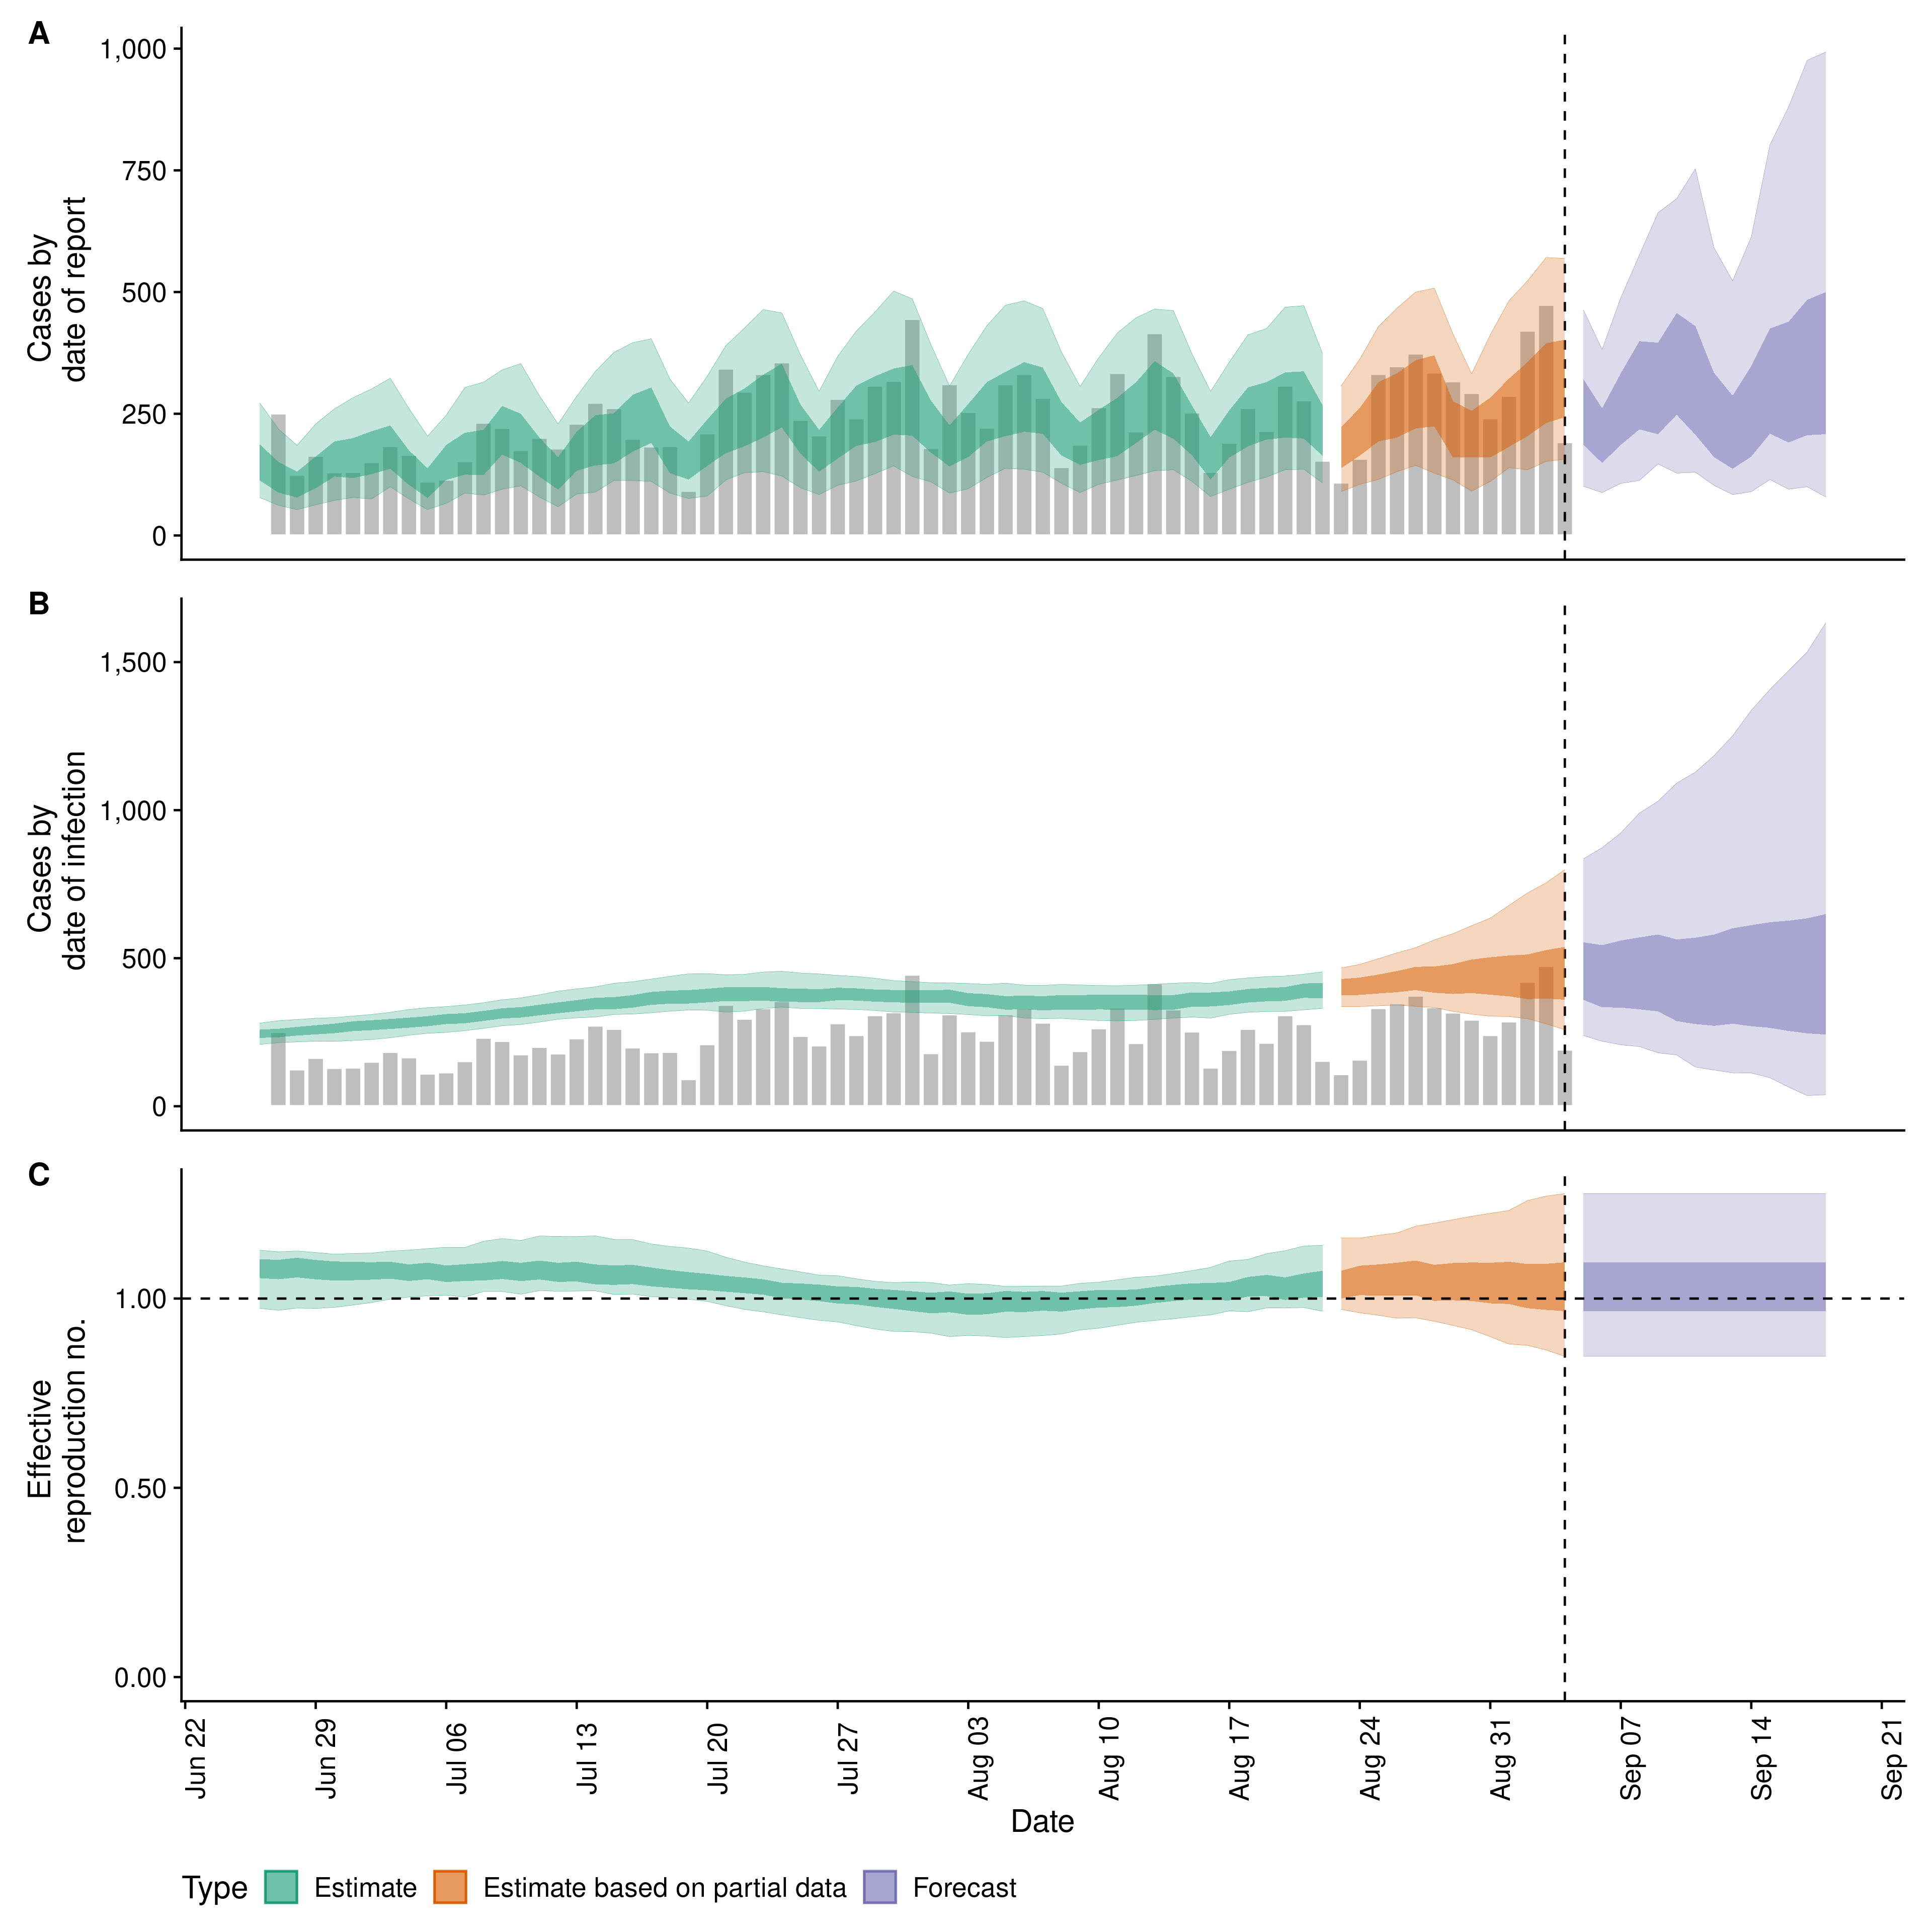 A
1,000
750
500
250
0
Cases by
date of report
B
1,500
1,000
500
0
Cases by
date of infection
C
1.00
0.50
0.00
Effective
reproduction no.
Jun 22
Jun 29
Jul 06
Jul 13
Jul 20
Jul 27
Aug 03
Aug 10
Aug 17
Aug 24
Aug 31
Sep 07
Sep 14
Sep 21
Date
Type Estimate Estimate based on partial data Forecast